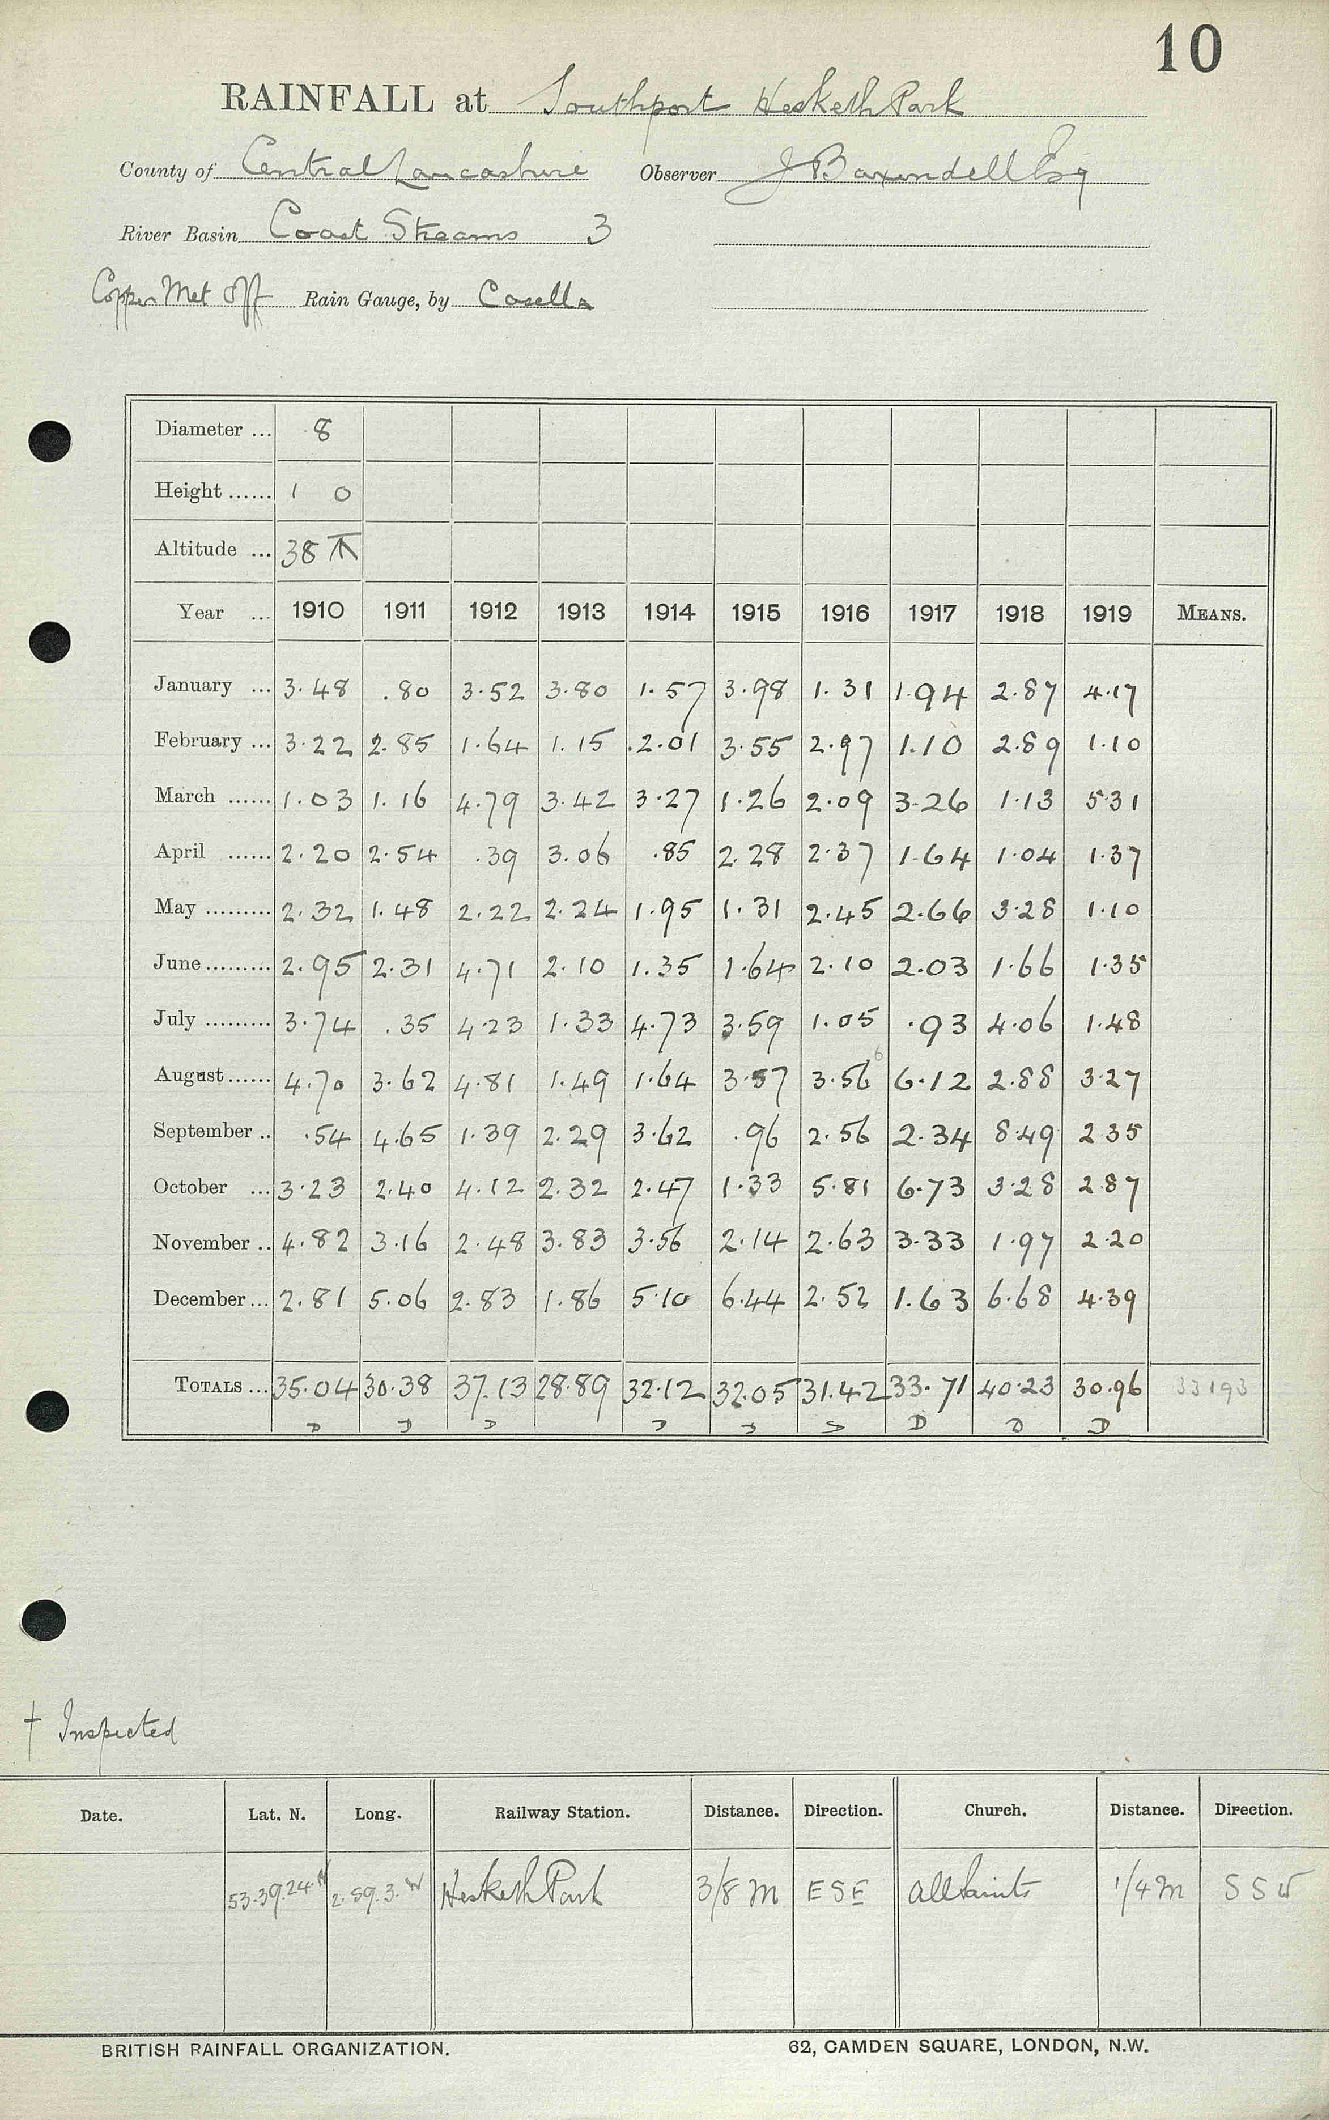 10
RAINFALL at Southport Hesketh Park
County of Central Lancashire Observer J Baxendell Esq
River Basin Coast Streams 3
Copper Met Off Rain Gauge, by Casella
Diameter ... 8
Height ...... 1 0
Altitude ... 38
Year ... 1910 1911 1912 1913 1914 1915 1916 1917 1918 1919 MEANS.
January ... 3.48 .80 3.52 3.80 1.57 3.98 1.31 1.94 2.87 4.17
February ... 3.22 2.85 1.64 1.15 2.01 3.55 2.97 1.10 2.89 1.10
March ...... 1.03 1.16 4.79 3.42 3.27 1.26 2.09 3.26 1.13 5.31
April ...... 2.20 2.54 .39 3.06 .85 2.28 2.37 1.64 1.04 1.37
May ......... 2.32 1.48 2.22 2.24 1.95 1.31 2.45 2.66 3.28 1.10
June ......... 2.95 2.31 4.71 2.10 1.35 1.64 2.10 2.03 1.66 1.35
July ......... 3.74 .35 4.23 1.33 4.73 3.59 1.05 .93 4.06 1.48
August ...... 4.70 3.62 4.81 1.49 1.64 3.57 3.56 6 6.12 2.88 3.27
September .. .54 4.65 1.39 2.29 3.62 .96 2.56 2.34 8.49 2.35
October ... 3.23 2.40 4.12 2.32 2.47 1.33 5.81 6.73 3.28 2.87
November .. 4.82 3.16 2.48 3.83 3.56 2.14 2.63 3.33 1.97 2.20
December ... 2.81 5.06 2.83 1.86 5.10 6.44 2.52 1.63 6.68 4.39
TOTALS ... 35.04 30.38 37.13 28.89 32.12 32.05 31.42 33.71 40.23 30.96 33193
D D D D D D D
† Inspected
Date. Lat. N. Long. Railway Station. Distance. Direction. Church. Distance. Direction.
53.39.24 N 2.59.3. W Hesketh Park 3/8 m ESE All Saints 1/4 m SSW
BRITISH RAINFALL ORGANIZATION. 62, CAMDEN SQUARE, LONDON, N.W.